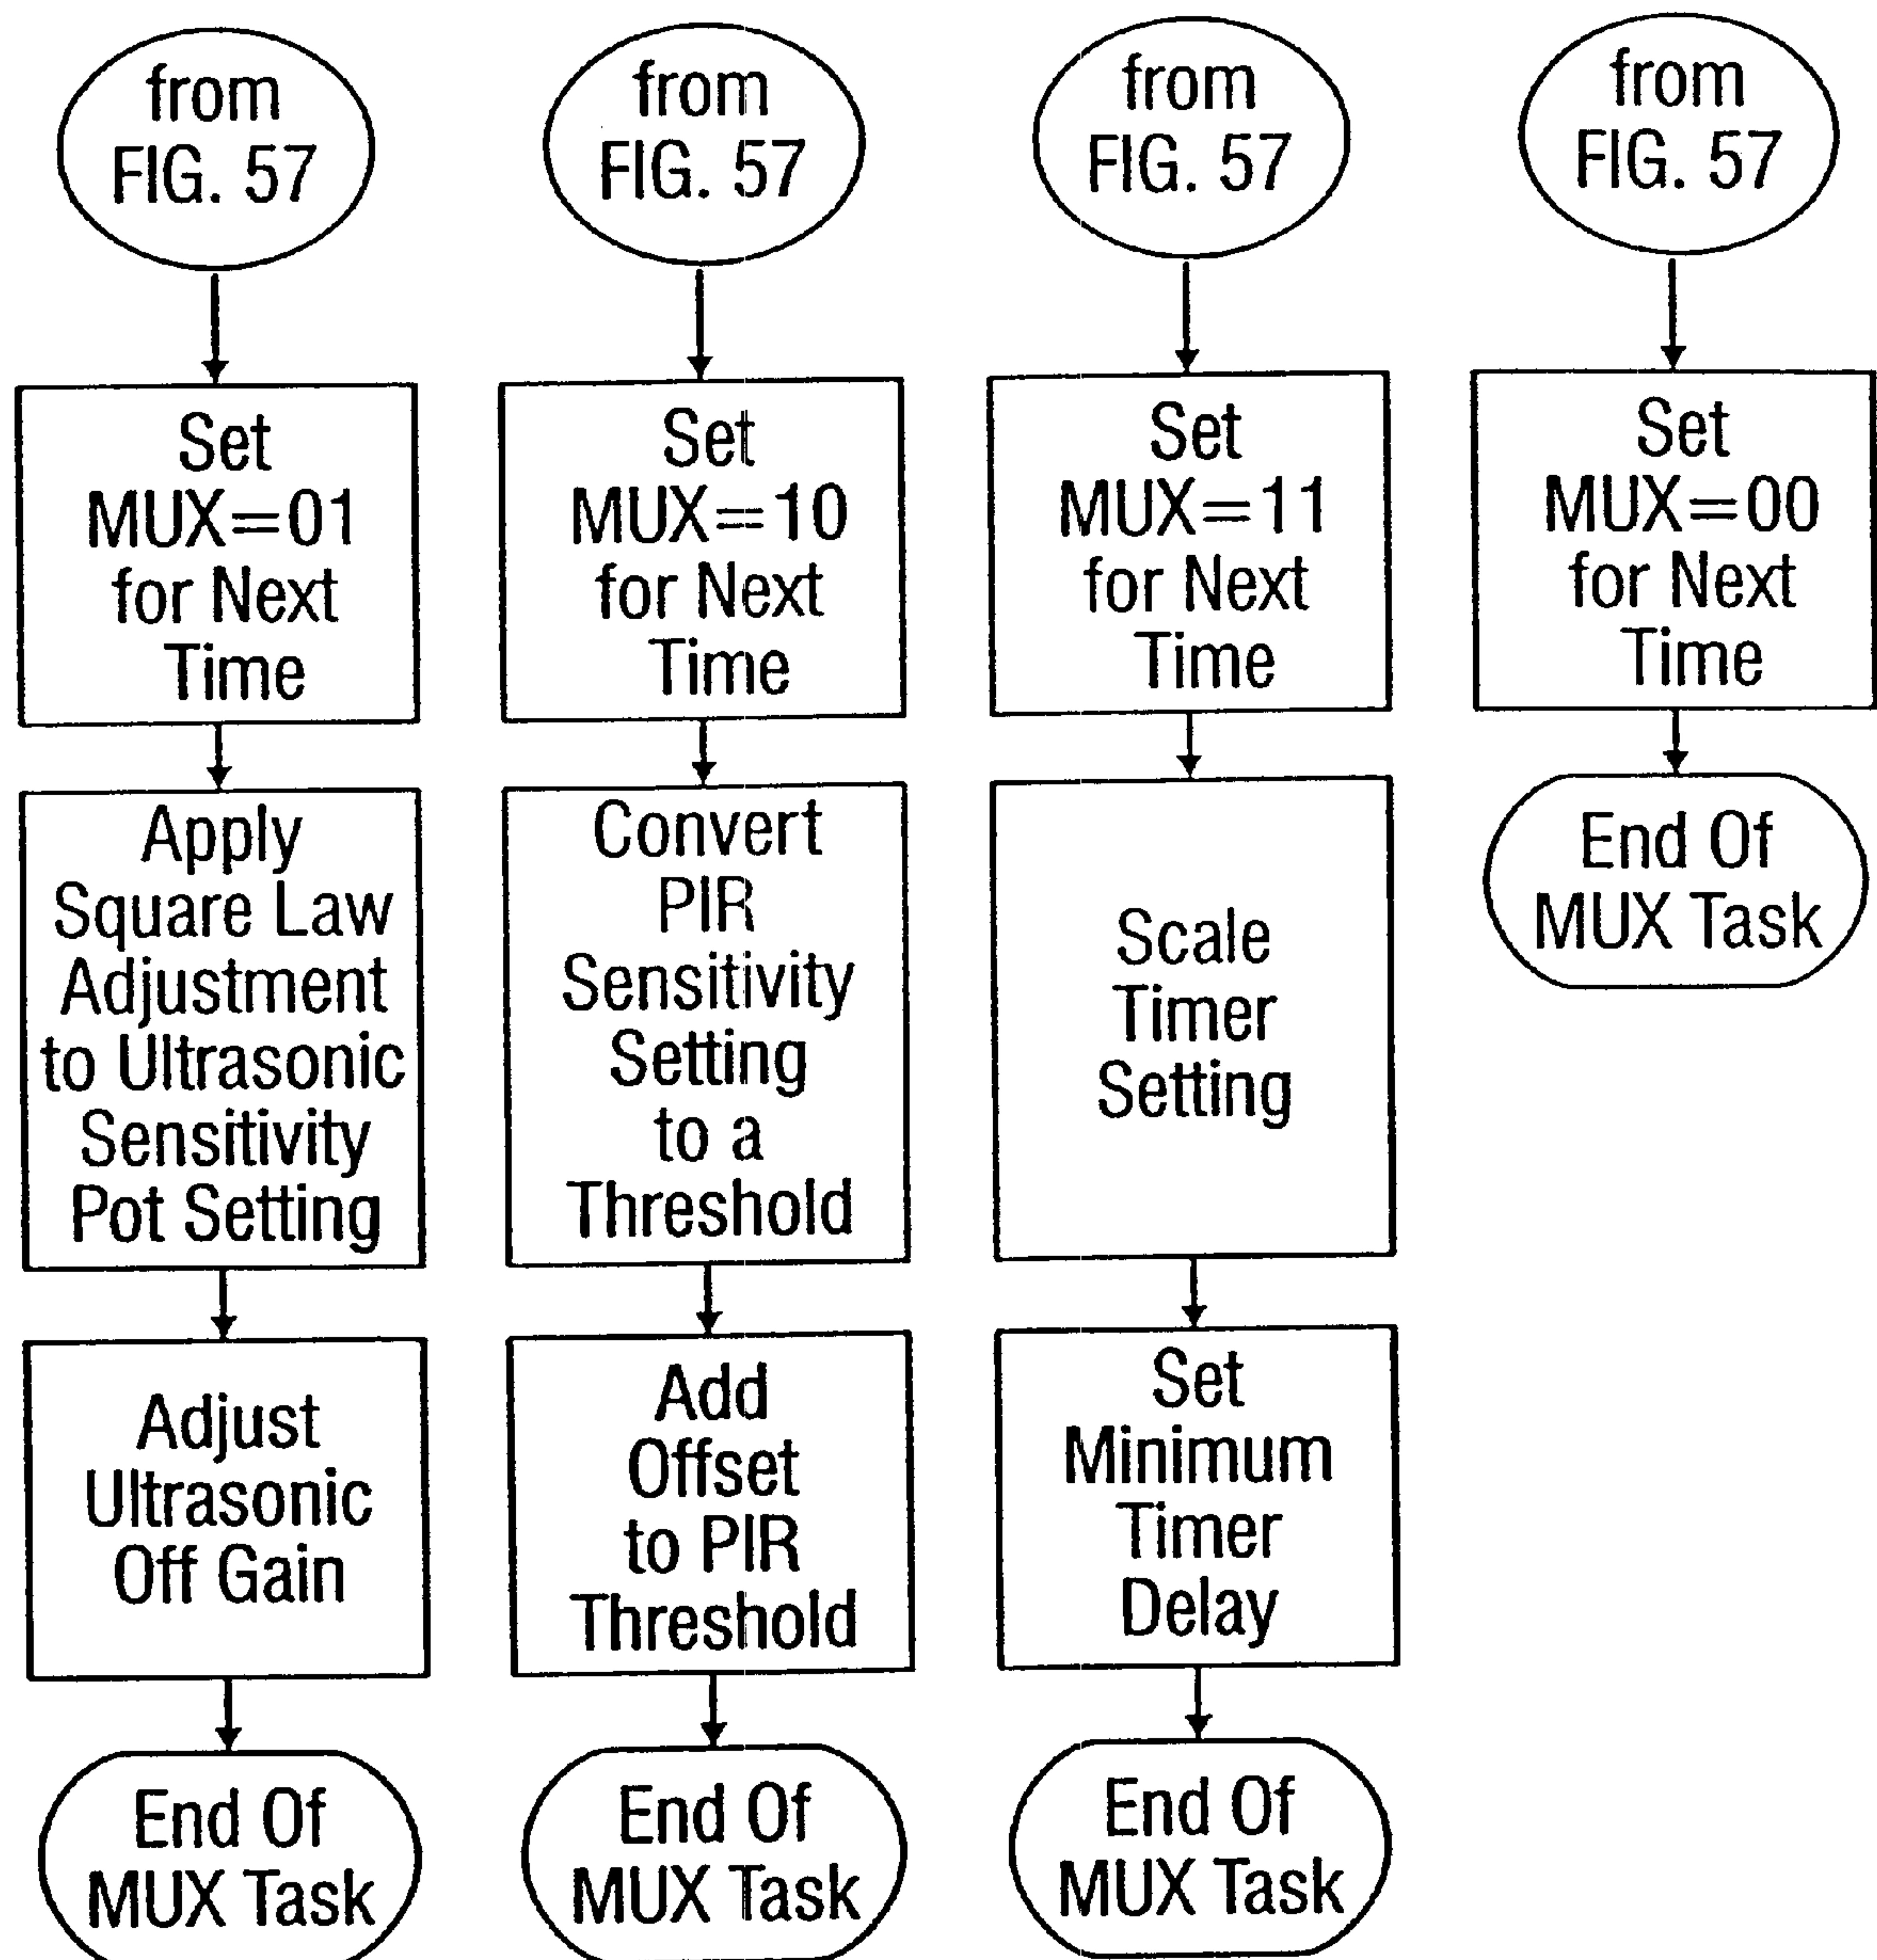 from
FIG. 57
Set
MUX=01
for Next
Time
Apply
Square Law
Adjustment
to Ultrasonic
Sensitivity
Pot Setting
Adjust
Ultrasonic
Off Gain
End Of
MUX Task
from
FIG. 57
Set
MUX=10
for Next
Time
Convert
PIR
Sensitivity
Setting
to a
Threshold
Add
Offset
to PIR
Threshold
End Of
MUX Task
from
FIG. 57
Set
MUX=11
for Next
Time
Scale
Timer
Setting
Set
Minimum
Timer
Delay
End Of
MUX Task
from
FIG. 57
Set
MUX=00
for Next
Time
End Of
MUX Task